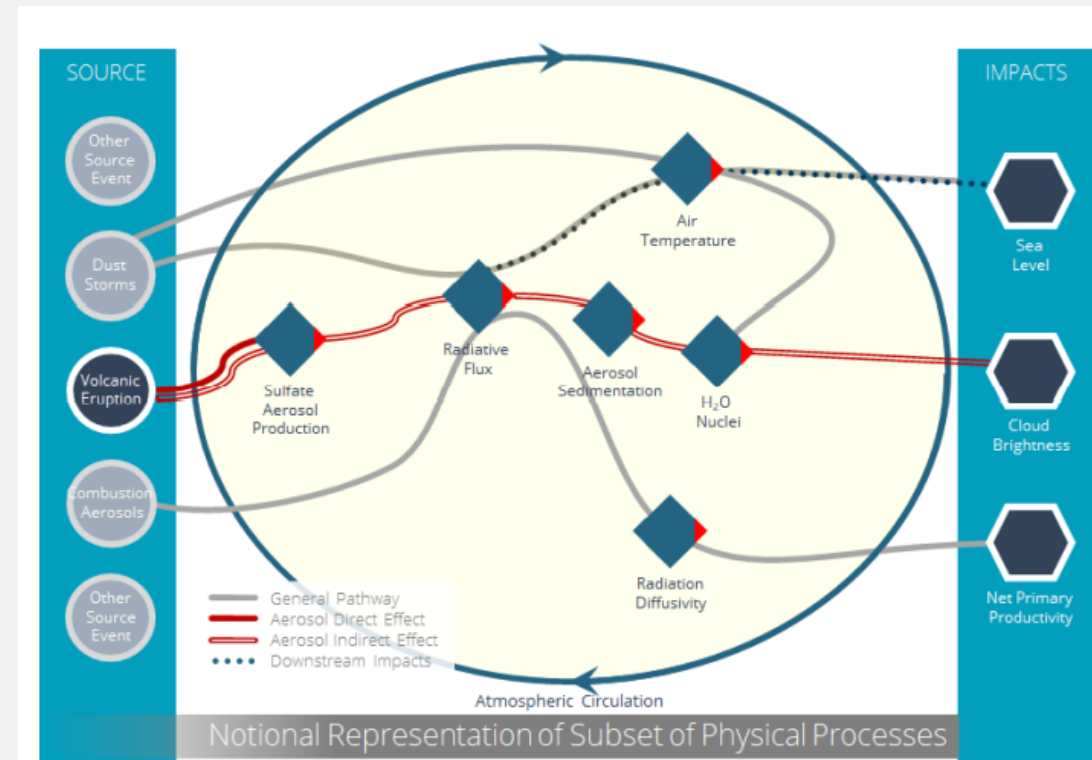 SOURCE
IMPACTS
Other
Source
Event
Dust
Storms
Volcanic
Eruption
Combustion
Aerosols
Other
Source
Event
Air
Temperature
Radiative
Flux
Sulfate
Aerosol
Production
Aerosol
Sedimentation
H₂O
Nuclei
Radiation
Diffusivity
Sea
Level
Cloud
Brightness
Net Primary
Productivity
General Pathway
Aerosol Direct Effect
Aerosol Indirect Effect
Downstream Impacts
Atmospheric Circulation
Notional Representation of Subset of Physical Processes